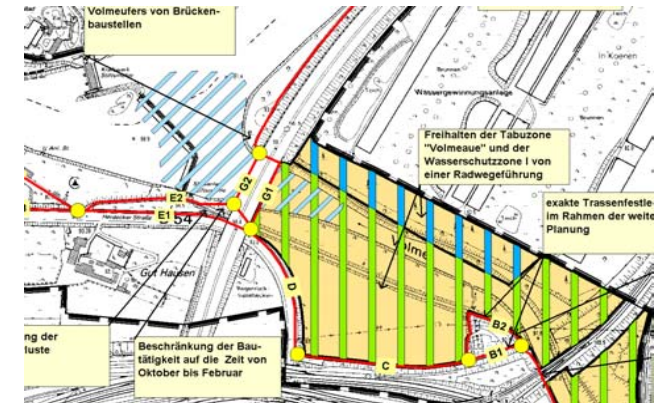 Volmeufers von Brücken-
baustellen
In Koenen
Wassergewinnungsanlage
Freihalten der Tabuzone
"Volmeaue" und der
Wasserschutzzone I von
einer Radwegeführung
exakte Trassenfestle-
im Rahmen der weite
Planung
E2
E1
G2
G1
54
Volme
Gut Hausen
D
B2
B1
C
ng der
luste
Beschränkung der Bau-
tätigkeit auf die Zeit von
Oktober bis Februar